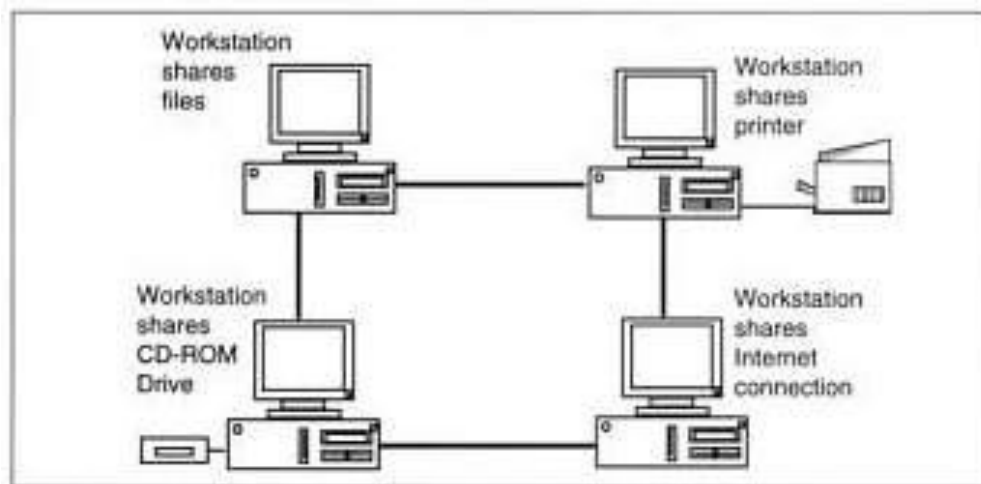 Workstation
shares
files
Workstation
shares
printer
Workstation
shares
CD-ROM
Drive
Workstation
shares
Internet
connection